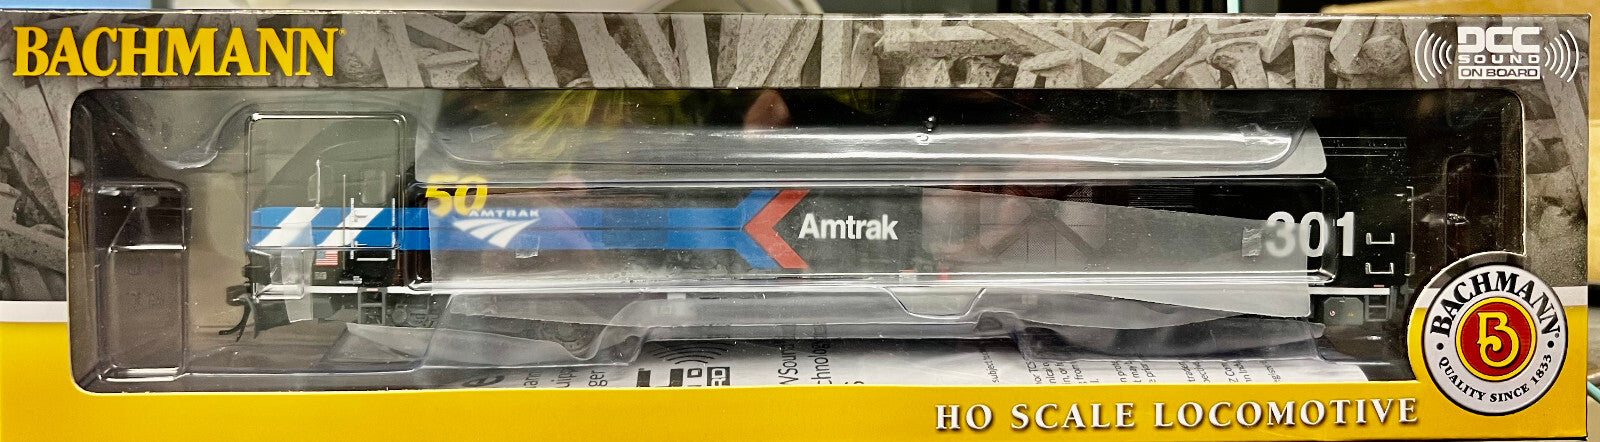 BACHMANN
DCC
SOUND
ON BOARD
50
AMTRAK
Amtrak
301
BACHMANN
QUALITY SINCE 1833
HO SCALE LOCOMOTIVE